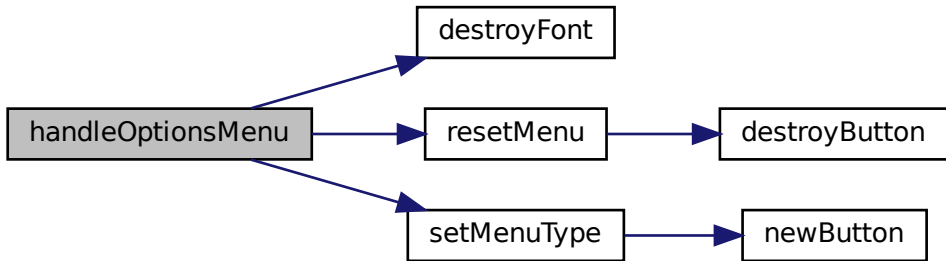 destroyFont
handleOptionsMenu
resetMenu
destroyButton
setMenuType
newButton